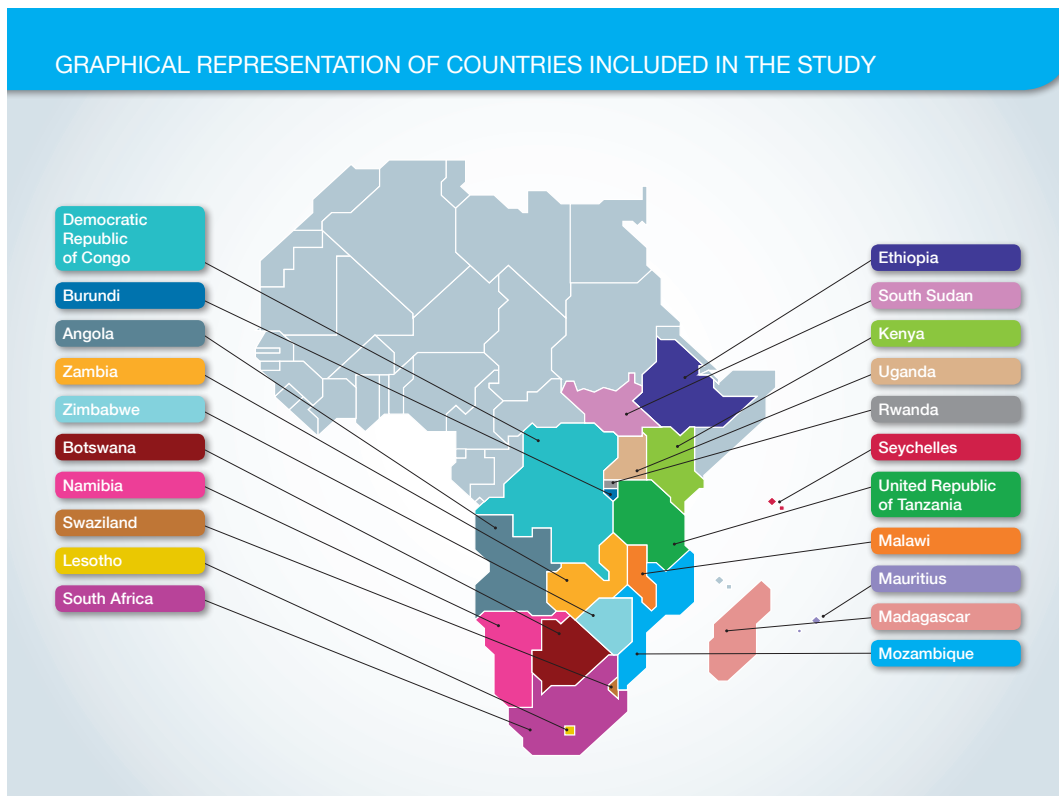 GRAPHICAL REPRESENTATION OF COUNTRIES INCLUDED IN THE STUDY
Democratic
Republic
of Congo
Burundi
Angola
Zambia
Zimbabwe
Botswana
Namibia
Swaziland
Lesotho
South Africa
Ethiopia
South Sudan
Kenya
Uganda
Rwanda
Seychelles
United Republic
of Tanzania
Malawi
Mauritius
Madagascar
Mozambique